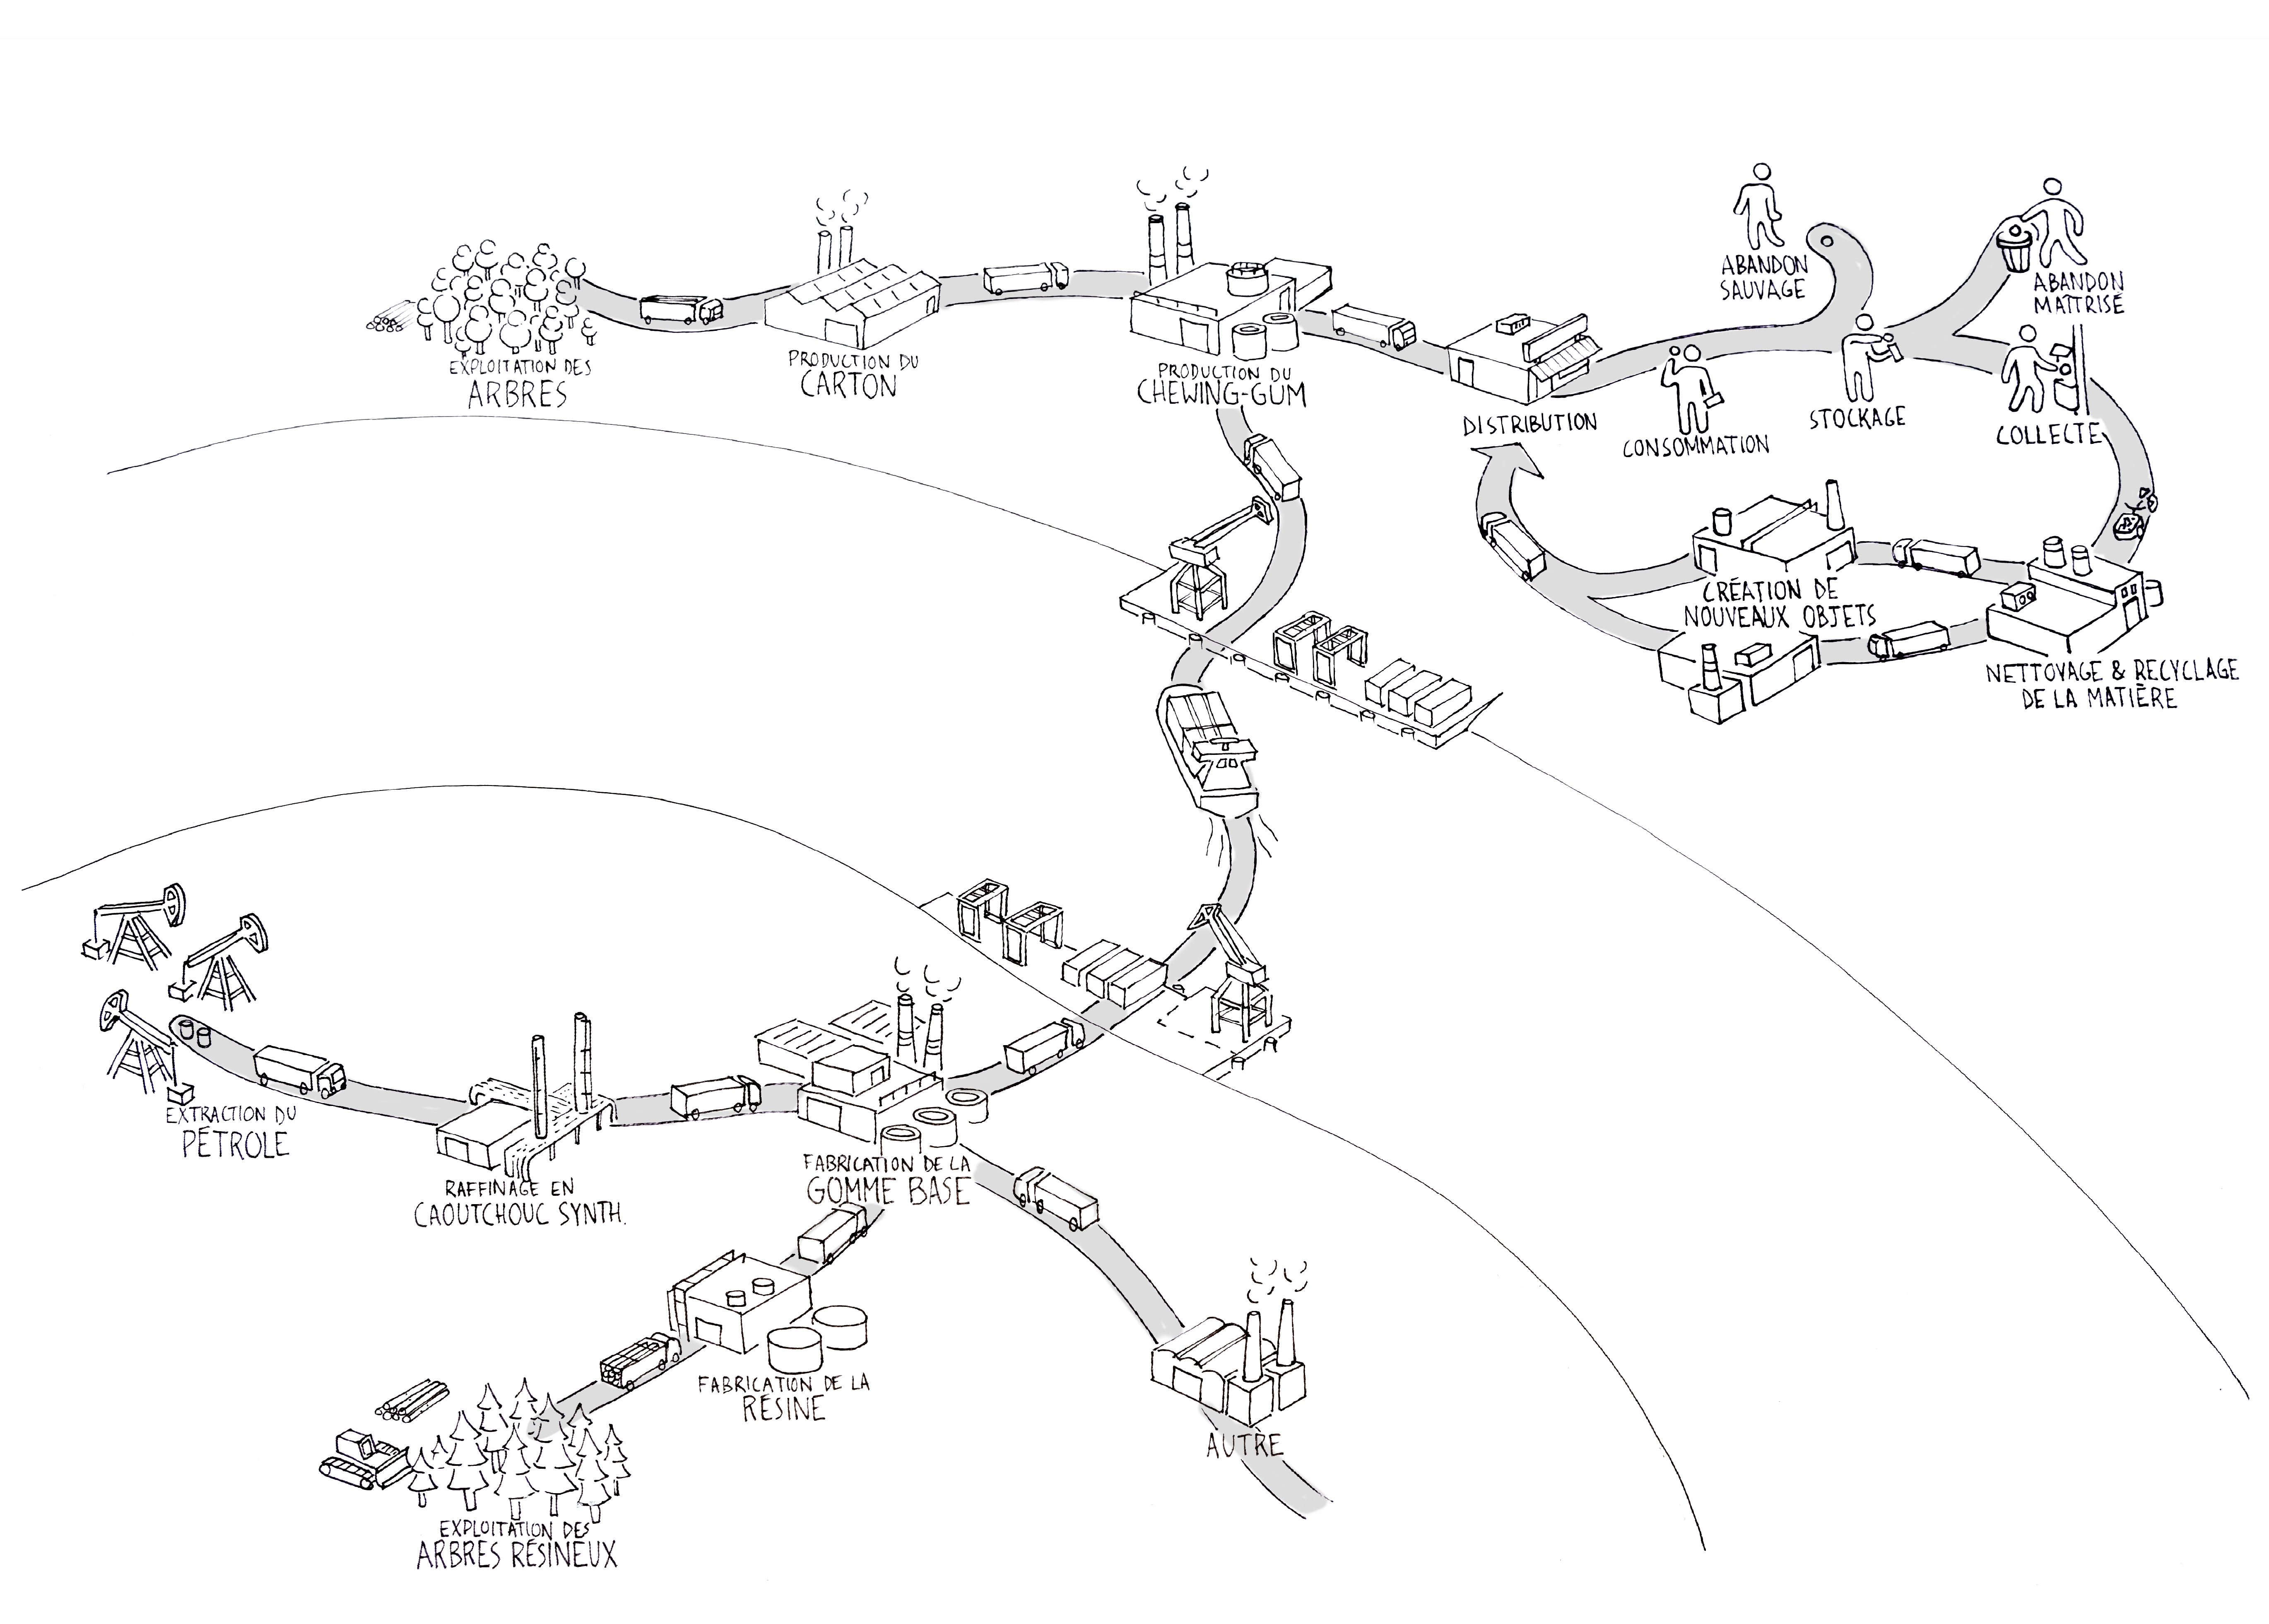 EXPLOITATION DES
ARBRES
PRODUCTION DU
CARTON
PRODUCTION DU
CHEWING-GUM
DISTRIBUTION
CONSOMMATION
STOCKAGE
ABANDON
SAUVAGE
ABANDON
MAÎTRISÉ
COLLECTE
CRÉATION DE
NOUVEAUX OBJETS
NETTOYAGE & RECYCLAGE
DE LA MATIÈRE
EXTRACTION DU
PÉTROLE
RAFFINAGE EN
CAOUTCHOUC SYNTH.
FABRICATION DE LA
GOMME BASE
FABRICATION DE LA
RÉSINE
EXPLOITATION DES
ARBRES RÉSINEUX
AUTRE